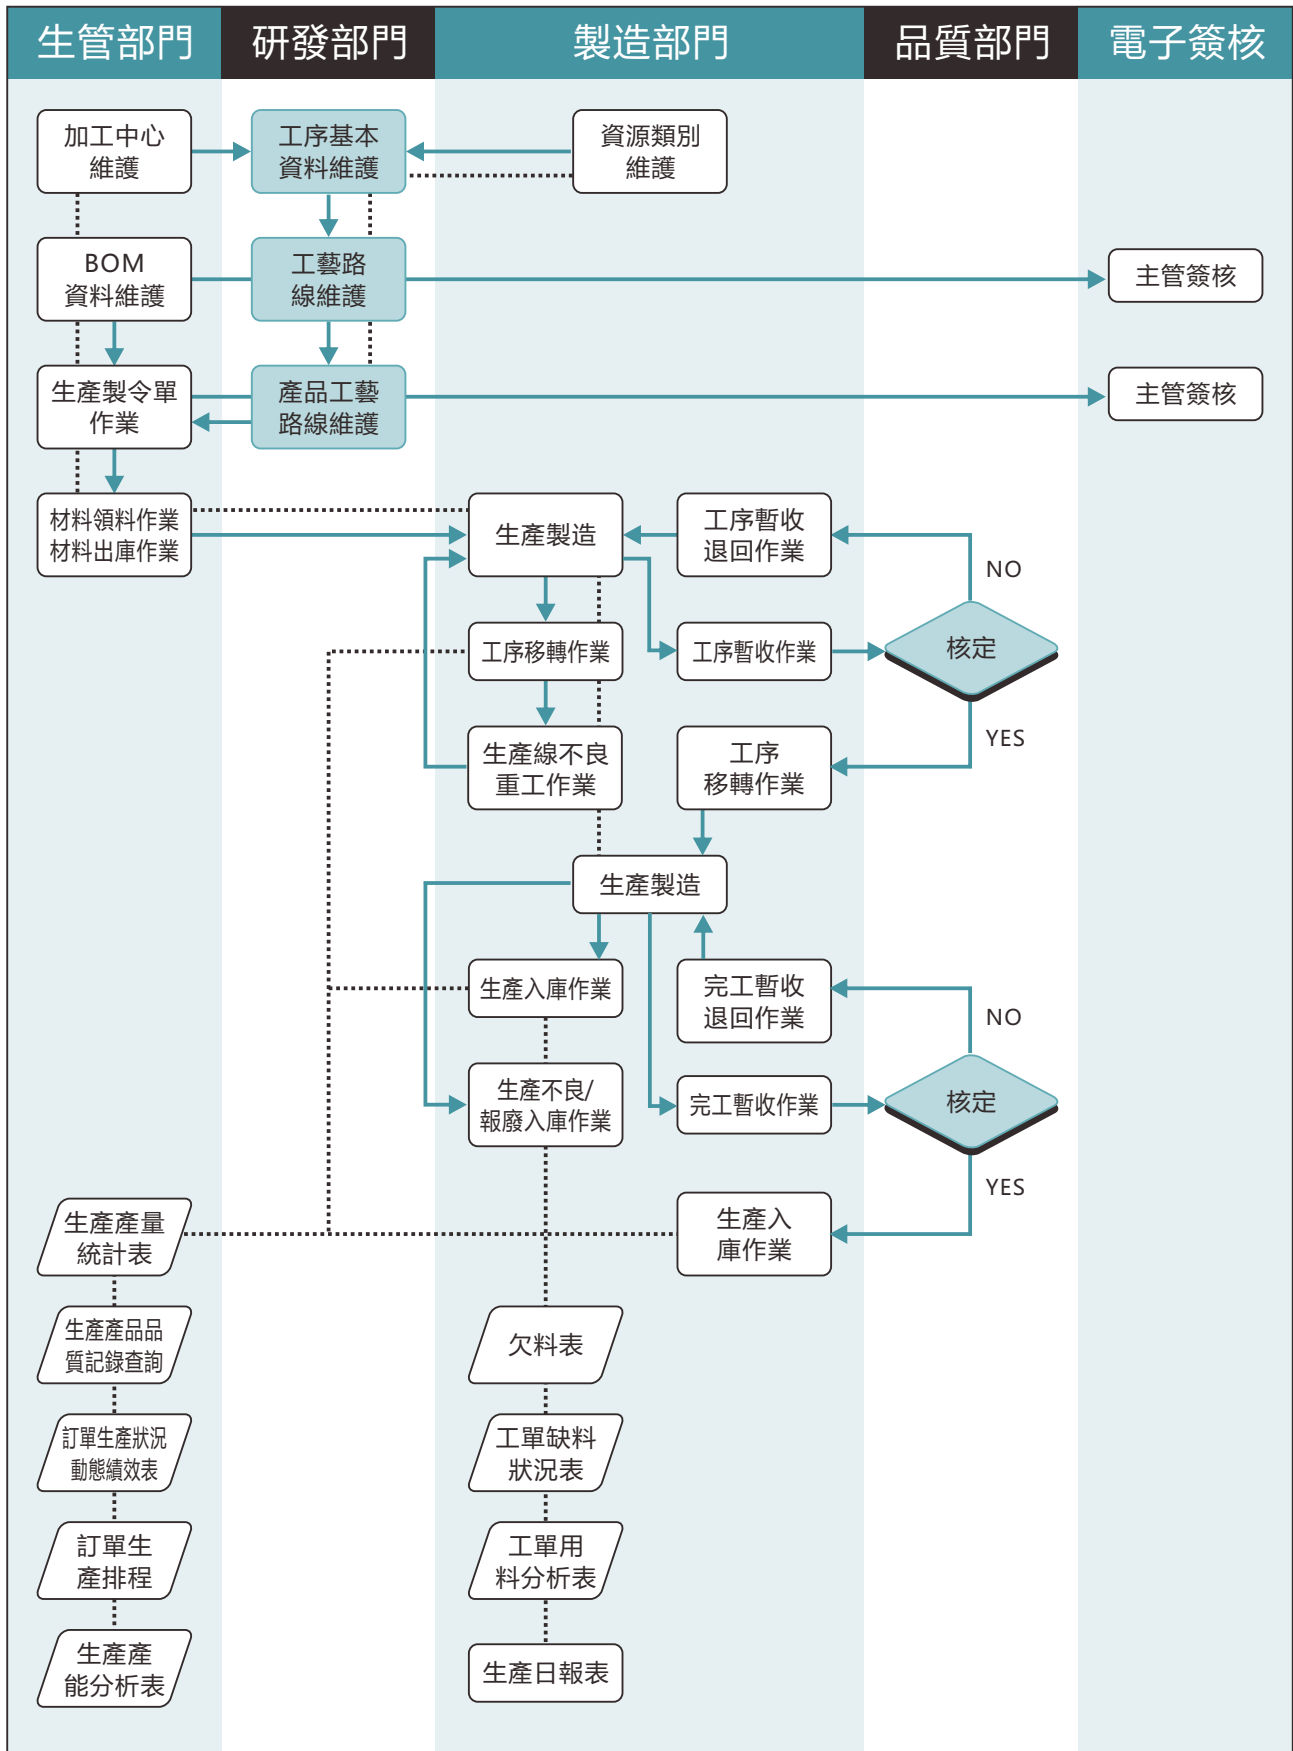 生管部門
研發部門
製造部門
品質部門
電子簽核
加工中心
維護
工序基本
資料維護
資源類別
維護
BOM
資料維護
工藝路
線維護
主管簽核
生產製令單
作業
產品工藝
路線維護
主管簽核
材料領料作業
材料出庫作業
生產製造
工序暫收
退回作業
NO
工序移轉作業
工序暫收作業
核定
YES
生產線不良
重工作業
工序
移轉作業
生產製造
生產入庫作業
完工暫收
退回作業
NO
生產不良/
報廢入庫作業
完工暫收作業
核定
YES
生產產量
統計表
生產入
庫作業
生產產品品
質記錄查詢
欠料表
訂單生產狀況
動態績效表
工單缺料
狀況表
訂單生
產排程
工單用
料分析表
生產產
能分析表
生產日報表